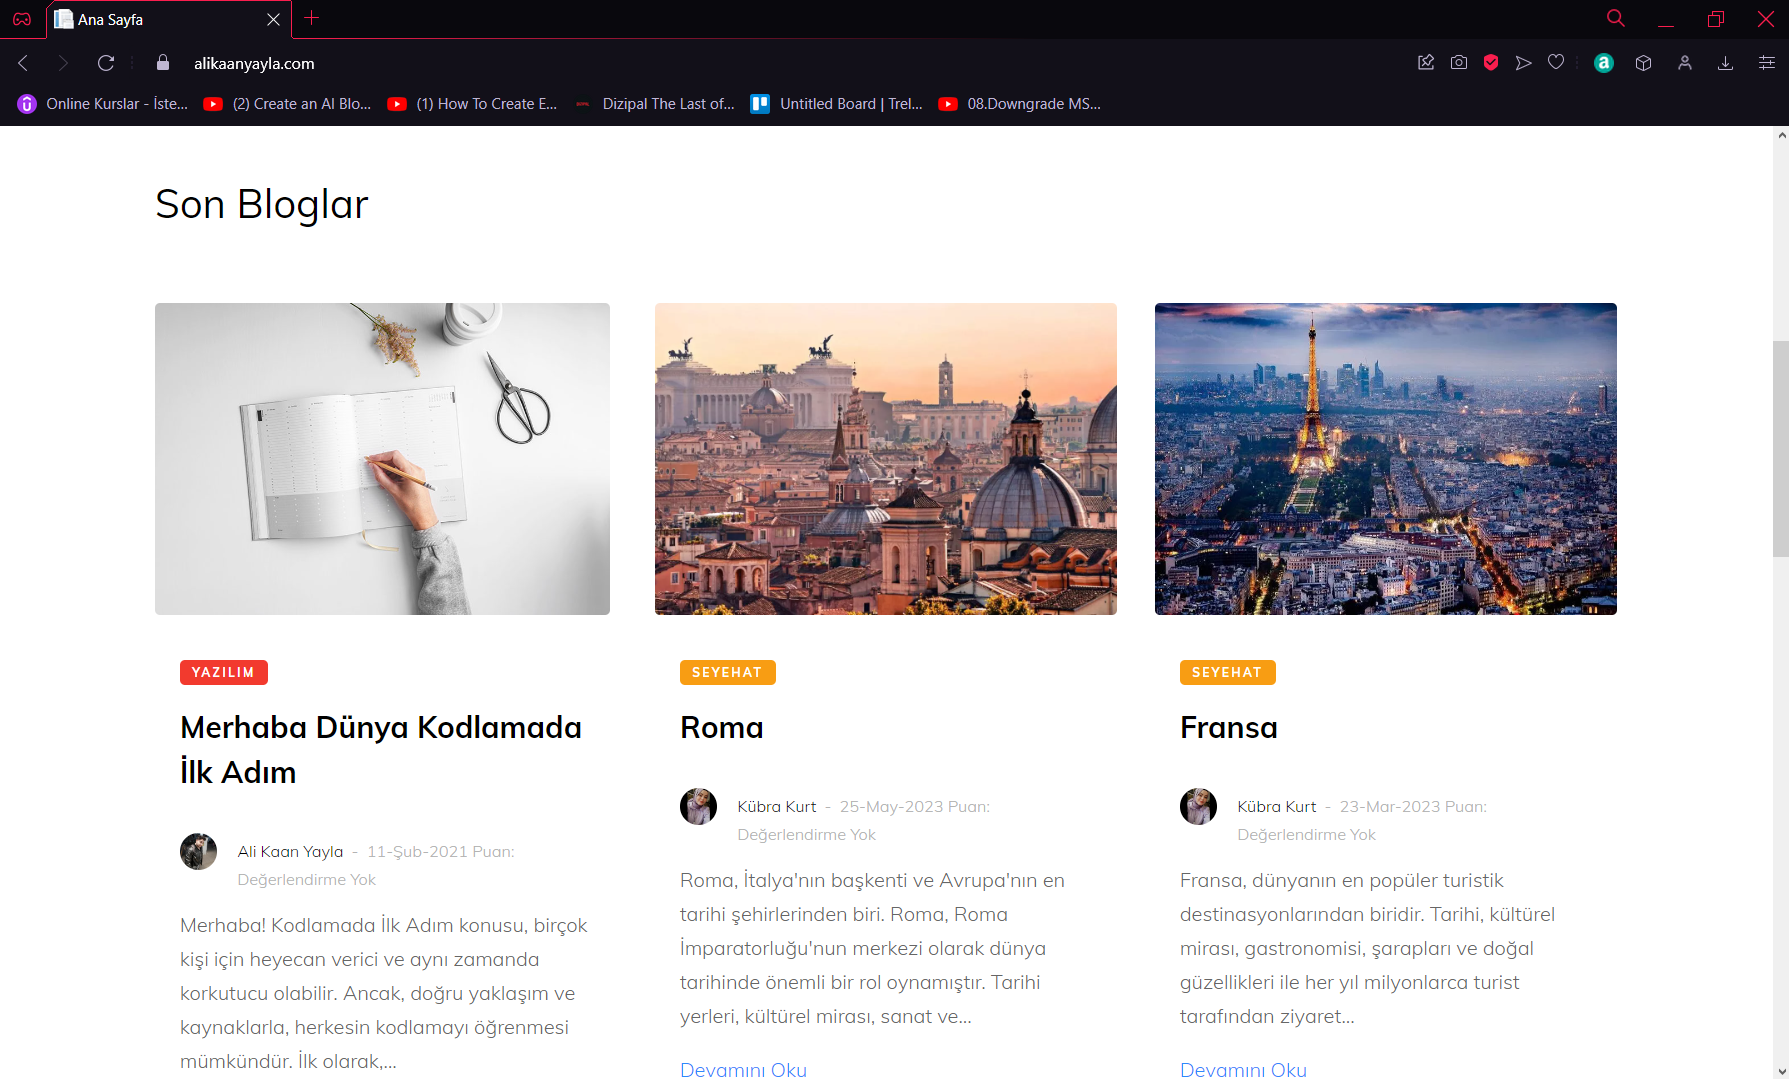 Ana Sayfa
alikaanyayla.com
Online Kurslar - İste...
(2) Create an AI Blo...
(1) How To Create E...
Dizipal The Last of...
Untitled Board | Trel...
08.Downgrade MS...
Son Bloglar
YAZILIM
Merhaba Dünya Kodlamada
İlk Adım
Ali Kaan Yayla - 11-Şub-2021 Puan:
Değerlendirme Yok
Merhaba! Kodlamada İlk Adım konusu, birçok
kişi için heyecan verici ve aynı zamanda
korkutucu olabilir. Ancak, doğru yaklaşım ve
kaynaklarla, herkesin kodlamayı öğrenmesi
mümkündür. İlk olarak,...
SEYEHAT
Roma
Kübra Kurt - 25-May-2023 Puan:
Değerlendirme Yok
Roma, İtalya'nın başkenti ve Avrupa'nın en
tarihi şehirlerinden biri. Roma, Roma
İmparatorluğu'nun merkezi olarak dünya
tarihinde önemli bir rol oynamıştır. Tarihi
yerleri, kültürel mirası, sanat ve...
Devamını Oku
SEYEHAT
Fransa
Kübra Kurt - 23-Mar-2023 Puan:
Değerlendirme Yok
Fransa, dünyanın en popüler turistik
destinasyonlarından biridir. Tarihi, kültürel
mirası, gastronomisi, şarapları ve doğal
güzellikleri ile her yıl milyonlarca turist
tarafından ziyaret...
Devamını Oku